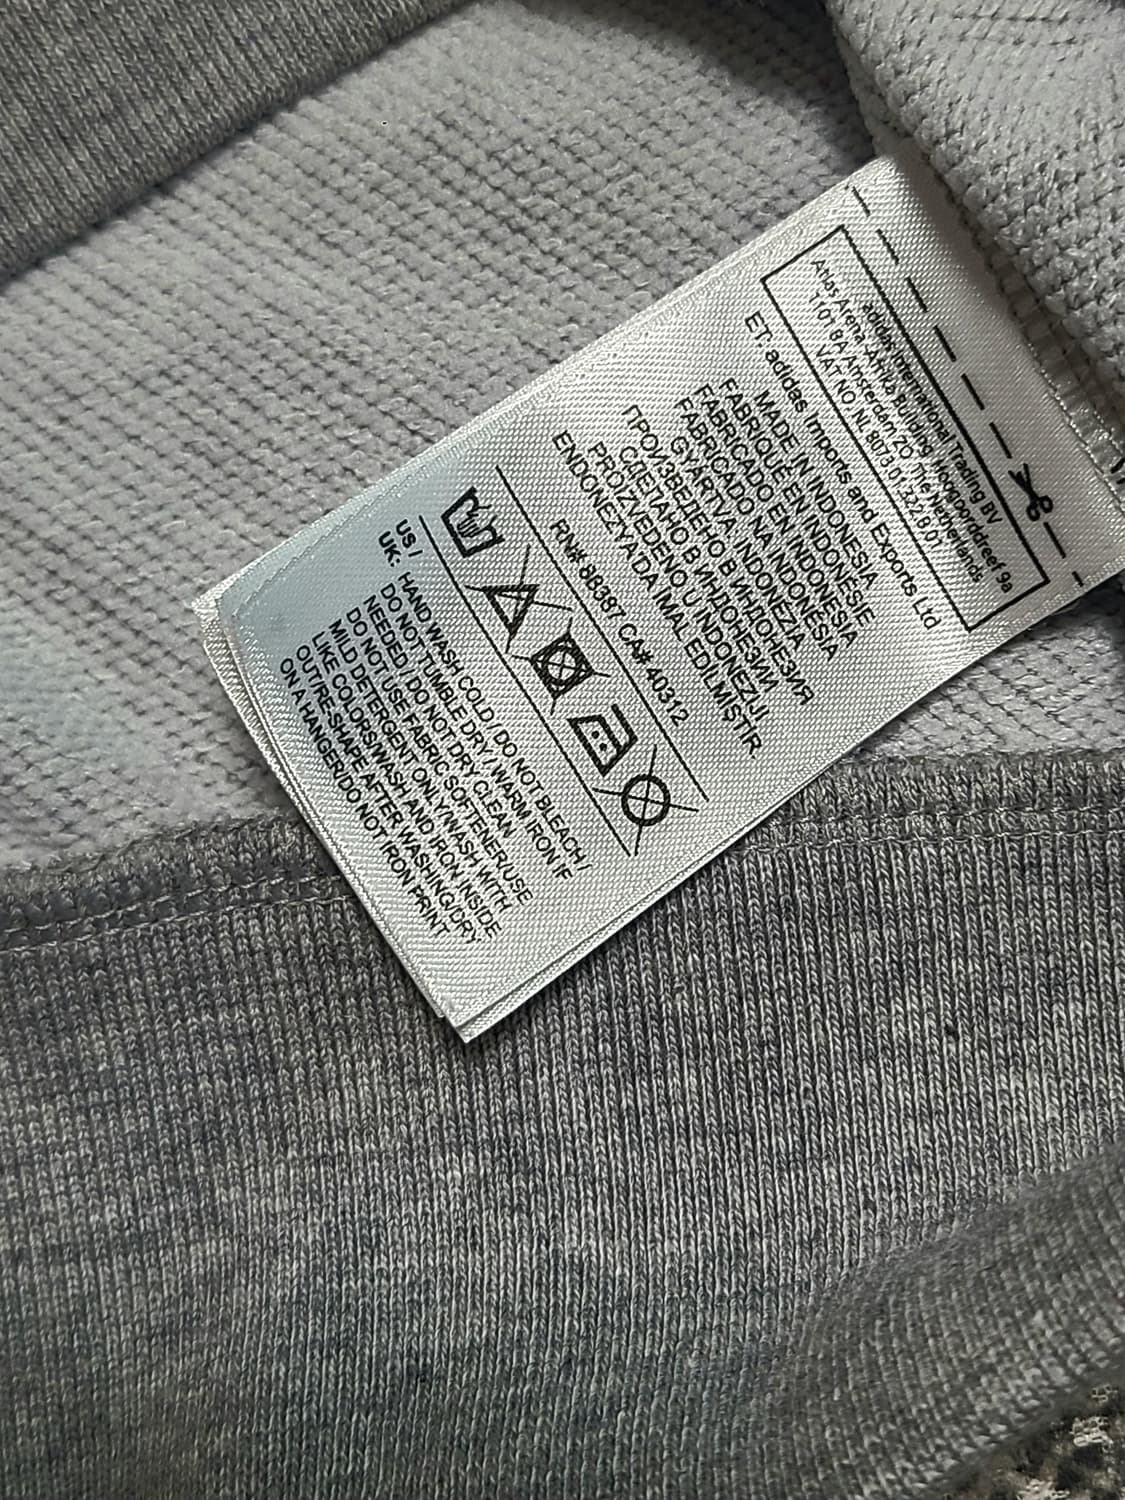 adidas International Trading BV
Atlas Arena, Afrika Building, Hoogoorddreef 9a
1101 BA Amsterdam ZO, The Netherlands
VAT NO. NL 8073.01.322.B.01
ET: adidas Imports and Exports Ltd
MADE IN INDONESIA
FABRIQUÉ EN INDONÉSIE
FABRICADO EN INDONESIA
FABRICADO NA INDONÉSIA
GYÁRTVA: INDONÉZIA
ПРОИЗВЕДЕНО В ИНДОНЕЗИЯ
СДЕЛАНО В ИНДОНЕЗИИ
PROIZVEDENO U INDONEZIJI
ENDONEZYA'DA İMAL EDİLMİŞTİR.
RN# 88387 CA# 40312
US / UK: HAND WASH COLD / DO NOT BLEACH /
DO NOT TUMBLE DRY / WARM IRON IF
NEEDED / DO NOT DRY CLEAN
DO NOT USE FABRIC SOFTENER/USE
MILD DETERGENT ONLY/WASH WITH
LIKE COLORS/WASH AND IRON INSIDE
OUT/RE-SHAPE AFTER WASHING/DRY
ON A HANGER/DO NOT IRON PRINT